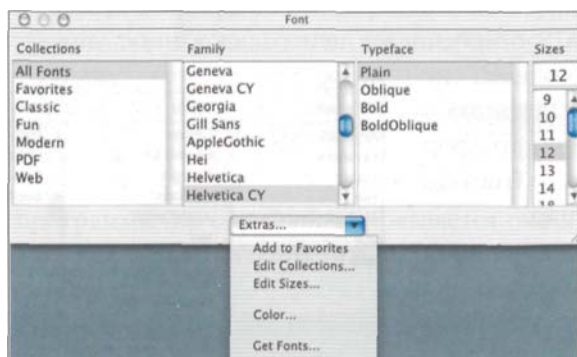 Font
Collections Family Typeface Sizes
All Fonts
Favorites
Classic
Fun
Modern
PDF
Web
Geneva
Geneva CY
Georgia
Gill Sans
AppleGothic
Hei
Helvetica
Helvetica CY
Plain
Oblique
Bold
BoldOblique
12
9
10
11
12
13
14
Extras...
Add to Favorites
Edit Collections...
Edit Sizes...
Color...
Get Fonts...